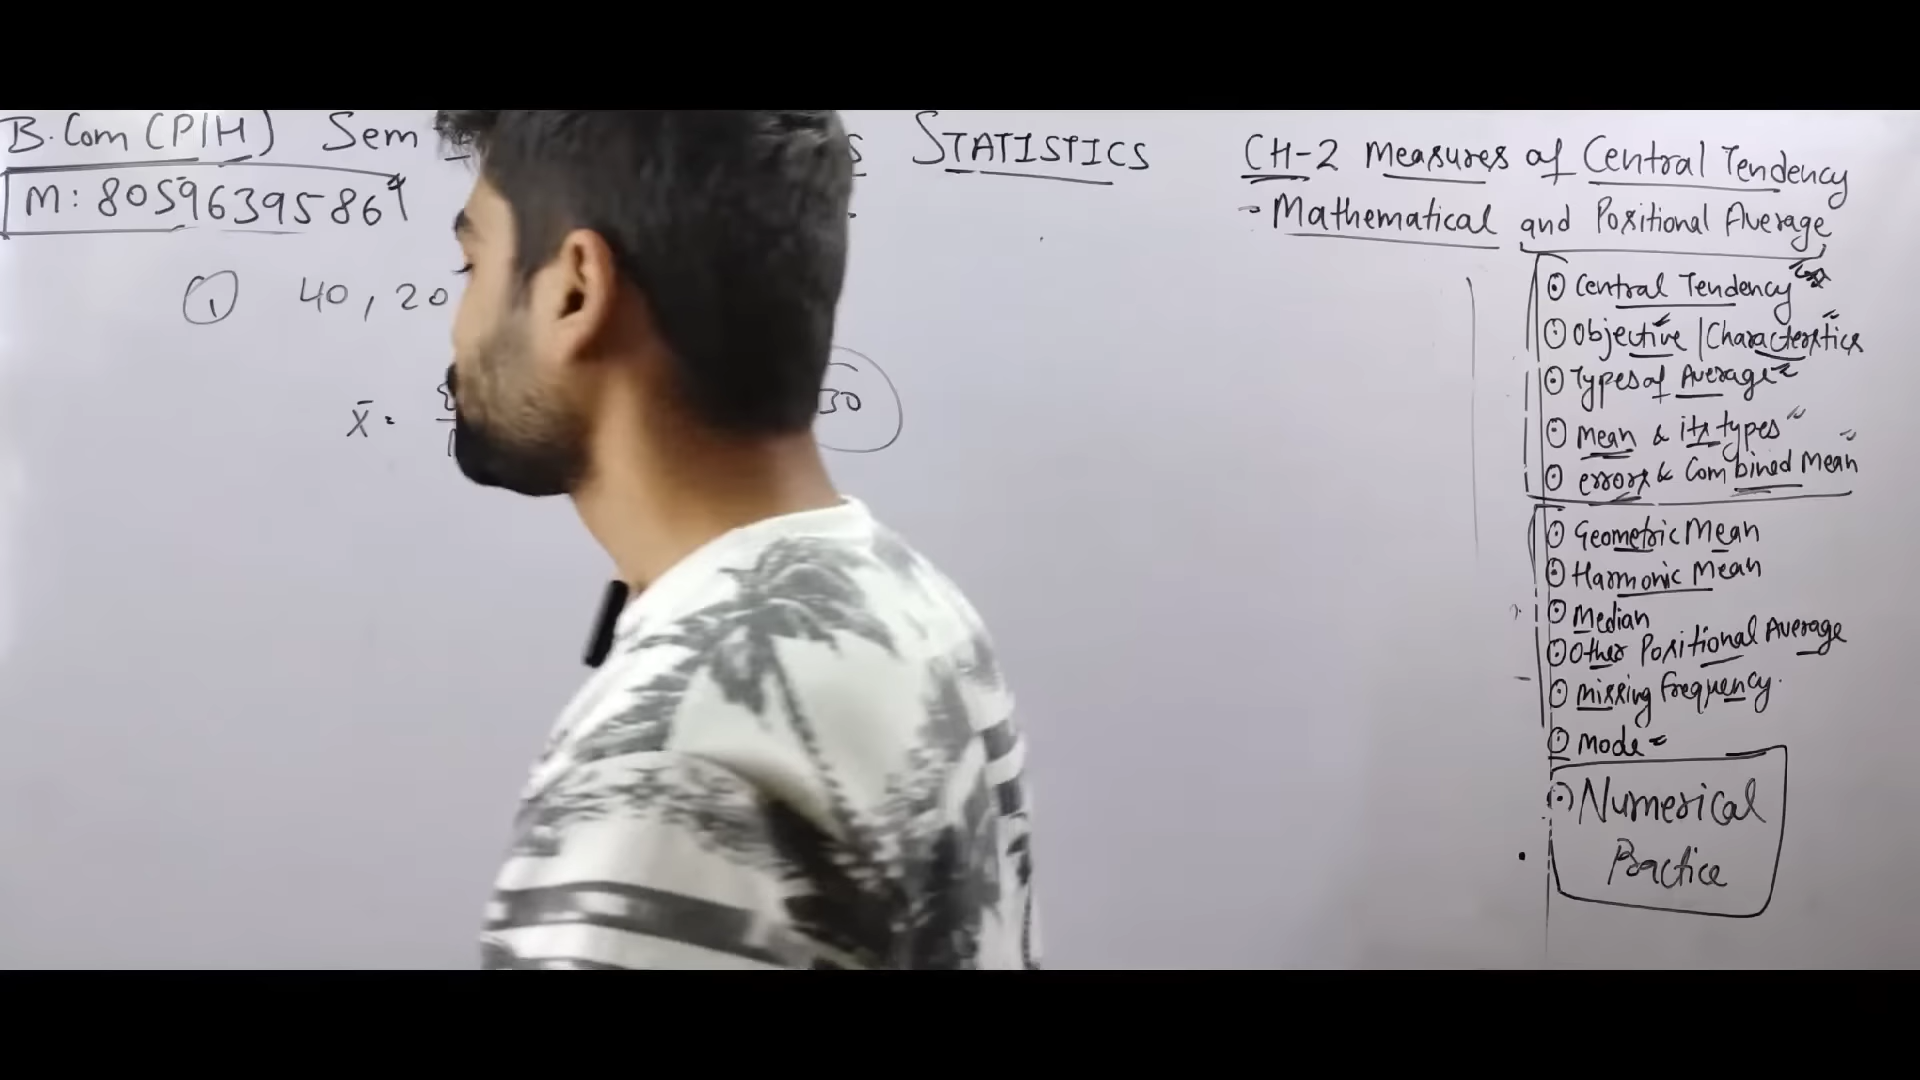 B.Com (P/H) Sem
STATISTICS
M: 8059639586
① 40, 20
X̄ =
30
CH-2 Measures of Central Tendency
- Mathematical and Positional Average
⊙ Central Tendency
⊙ Objective / Characterstics
⊙ Types of Average
⊙ Mean & its types
⊙ errors & Combined Mean
⊙ Geometric Mean
⊙ Harmonic Mean
⊙ Median
⊙ Other Positional Average
⊙ missing frequency.
⊙ Mode
⊙ Numerical
Practice